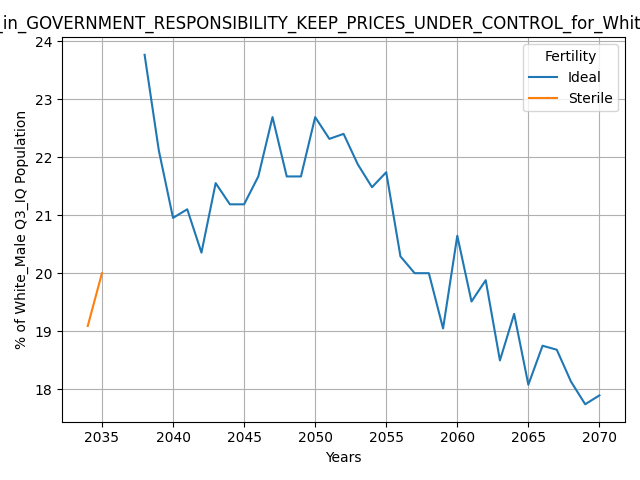 _in_GOVERNMENT_RESPONSIBILITY_KEEP_PRICES_UNDER_CONTROL_for_Whit
24
23
22
21
20
19
18
% of White_Male Q3_IQ Population
Fertility
Ideal
Sterile
2035 2040 2045 2050 2055 2060 2065 2070
Years